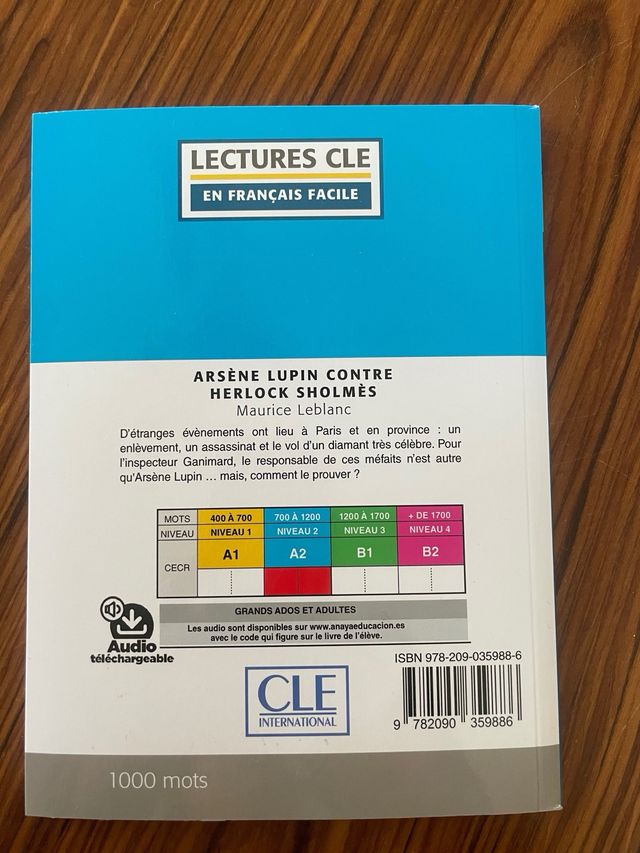 LECTURES CLE
EN FRANÇAIS FACILE
ARSÈNE LUPIN CONTRE
HERLOCK SHOLMÈS
Maurice Leblanc
D'étranges évènements ont lieu à Paris et en province : un
enlèvement, un assassinat et le vol d'un diamant très célèbre. Pour
l'inspecteur Ganimard, le responsable de ces méfaits n'est autre
qu'Arsène Lupin ... mais, comment le prouver ?
MOTS 400 À 700 700 À 1200 1200 À 1700 + DE 1700
NIVEAU NIVEAU 1 NIVEAU 2 NIVEAU 3 NIVEAU 4
CECR A1 A2 B1 B2
GRANDS ADOS ET ADULTES
Les audio sont disponibles sur www.anayaeducacion.es
avec le code qui figure sur le livre de l'élève.
Audio
téléchargeable
CLE
INTERNATIONAL
ISBN 978-209-035988-6
9 782090 359886
1000 mots